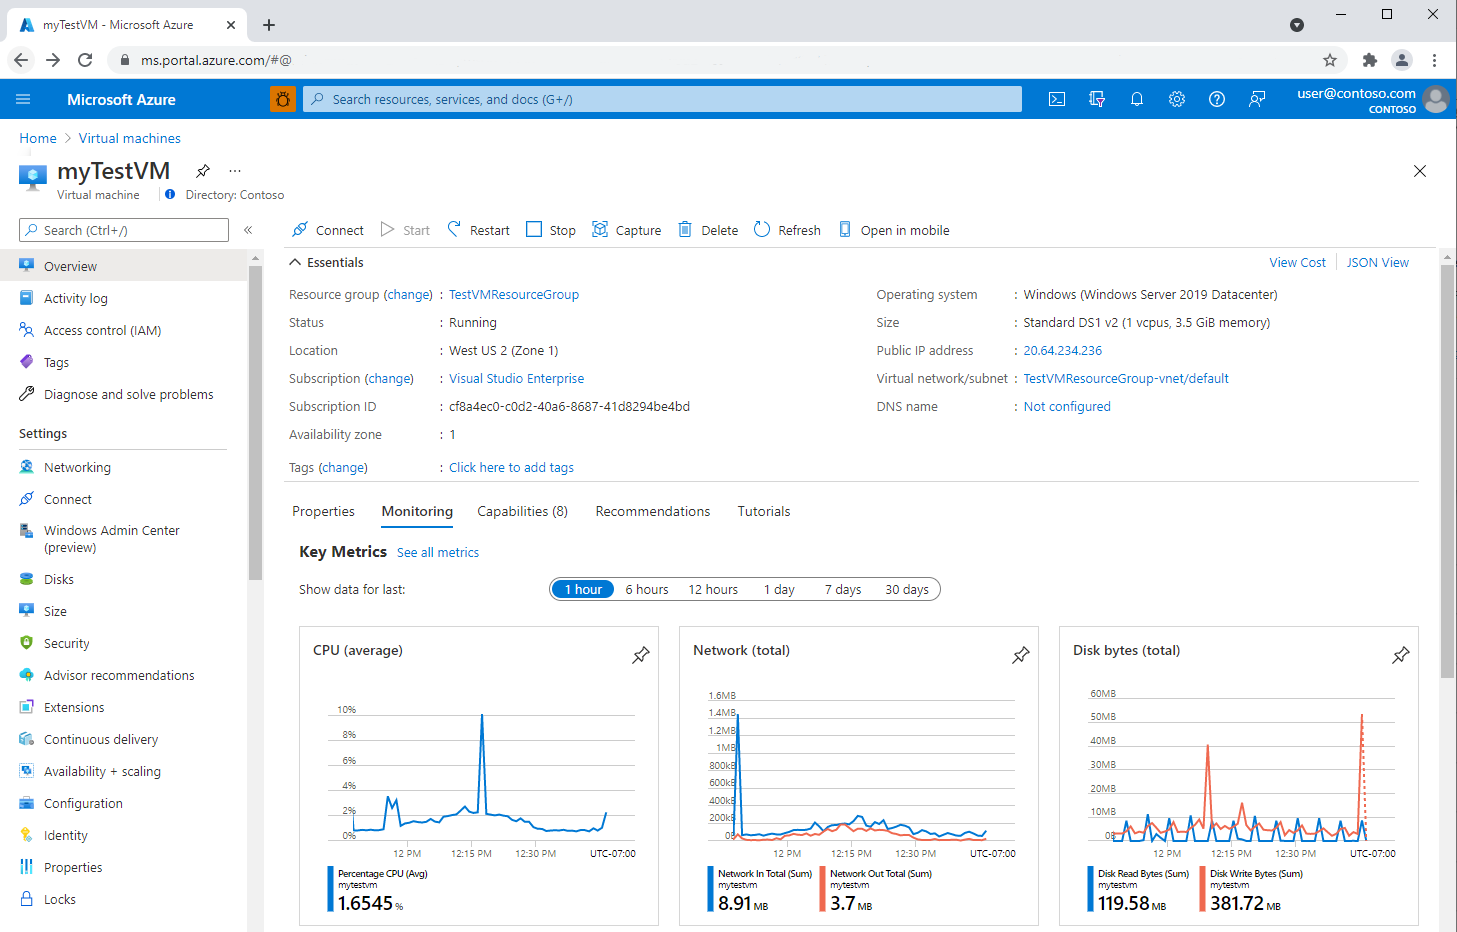 myTestVM - Microsoft Azure
ms.portal.azure.com/#@
Microsoft Azure
Search resources, services, and docs (G+/)
user@contoso.com
CONTOSO
Home > Virtual machines
myTestVM
Virtual machine
Directory: Contoso
Search (Ctrl+/)
Connect Start Restart Stop Capture Delete Refresh Open in mobile
Overview
Activity log
Access control (IAM)
Tags
Diagnose and solve problems
Settings
Networking
Connect
Windows Admin Center
(preview)
Disks
Size
Security
Advisor recommendations
Extensions
Continuous delivery
Availability + scaling
Configuration
Identity
Properties
Locks
Essentials
View Cost JSON View
Resource group (change) : TestVMResourceGroup
Status : Running
Location : West US 2 (Zone 1)
Subscription (change) : Visual Studio Enterprise
Subscription ID : cf8a4ec0-c0d2-40a6-8687-41d8294be4bd
Availability zone : 1
Tags (change) : Click here to add tags
Operating system : Windows (Windows Server 2019 Datacenter)
Size : Standard DS1 v2 (1 vcpus, 3.5 GiB memory)
Public IP address : 20.64.234.236
Virtual network/subnet : TestVMResourceGroup-vnet/default
DNS name : Not configured
Properties Monitoring Capabilities (8) Recommendations Tutorials
Key Metrics See all metrics
Show data for last: 1 hour 6 hours 12 hours 1 day 7 days 30 days
CPU (average)
10%
8%
6%
4%
2%
0%
12 PM 12:15 PM 12:30 PM UTC-07:00
Percentage CPU (Avg)
mytestvm
1.6545 %
Network (total)
1.6MB
1.4MB
1.2MB
1MB
800kB
600kB
400kB
200kB
0B
12 PM 12:15 PM 12:30 PM UTC-07:00
Network In Total (Sum)
mytestvm
8.91 MB
Network Out Total (Sum)
mytestvm
3.7 MB
Disk bytes (total)
60MB
50MB
40MB
30MB
20MB
10MB
0B
12 PM 12:15 PM 12:30 PM UTC-07:00
Disk Read Bytes (Sum)
mytestvm
119.58 MB
Disk Write Bytes (Sum)
mytestvm
381.72 MB